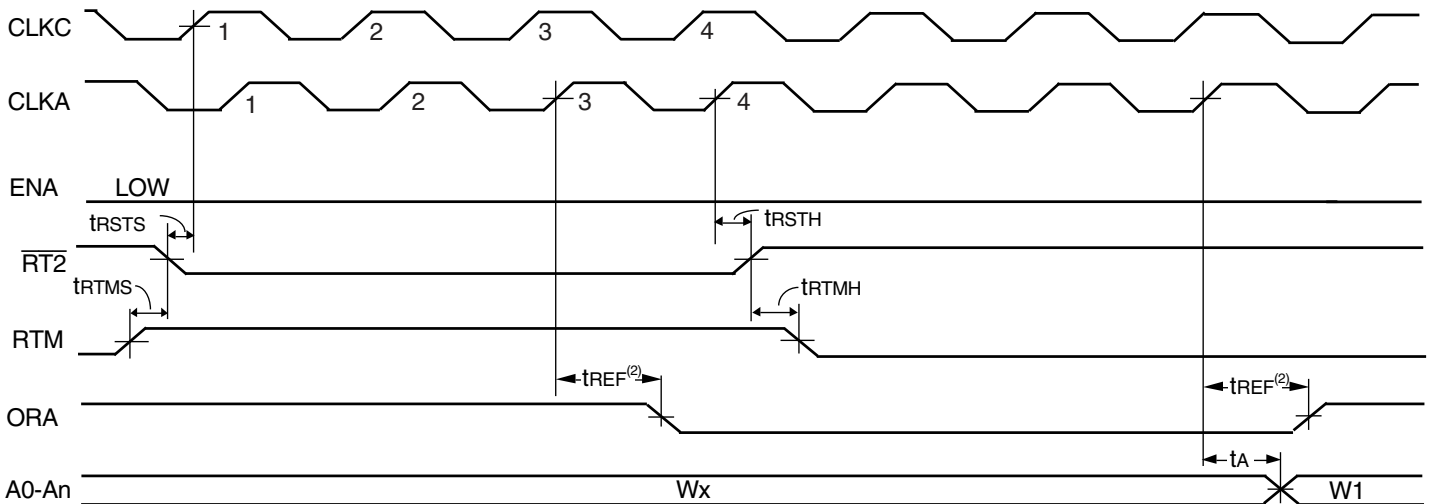 CLKC 1 2 3 4
CLKA 1 2 3 4
ENA LOW
tRSTS tRSTH
RT2
tRTMS tRTMH
RTM
tREF(2) tREF(2)
ORA
tA
A0-An Wx W1